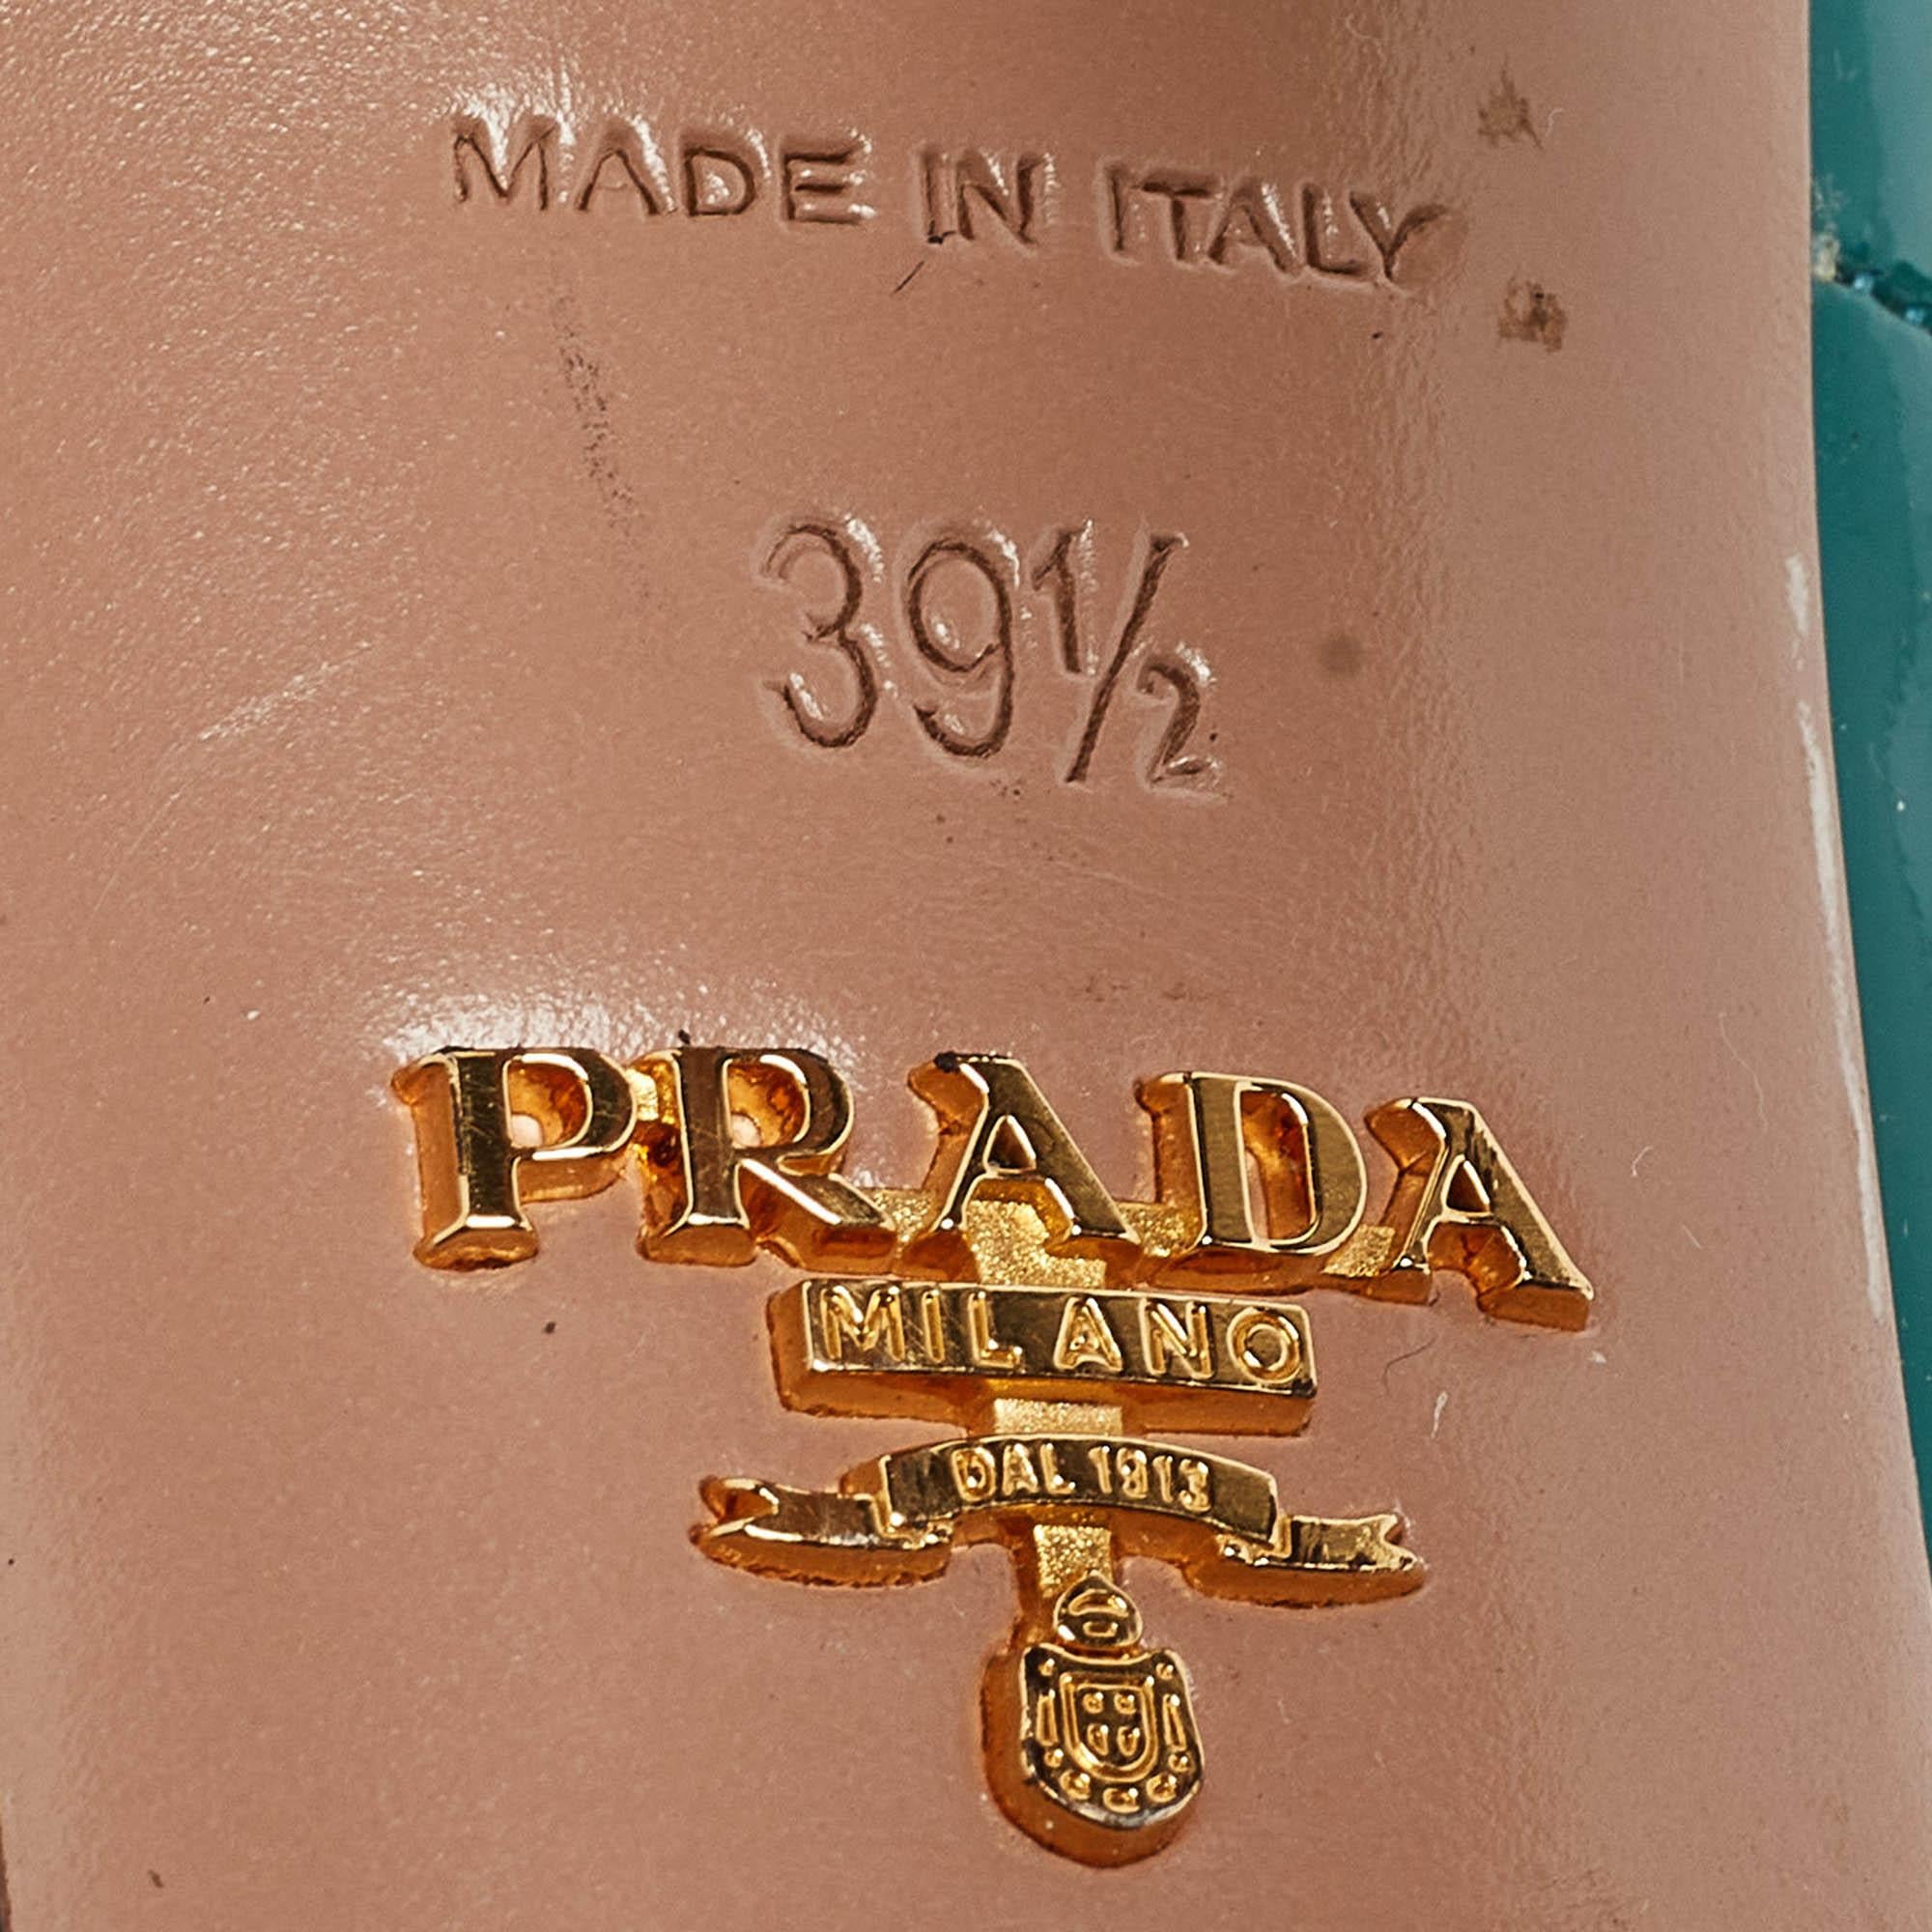 MADE IN ITALY
39½
PRADA
MILANO
DAL 1913